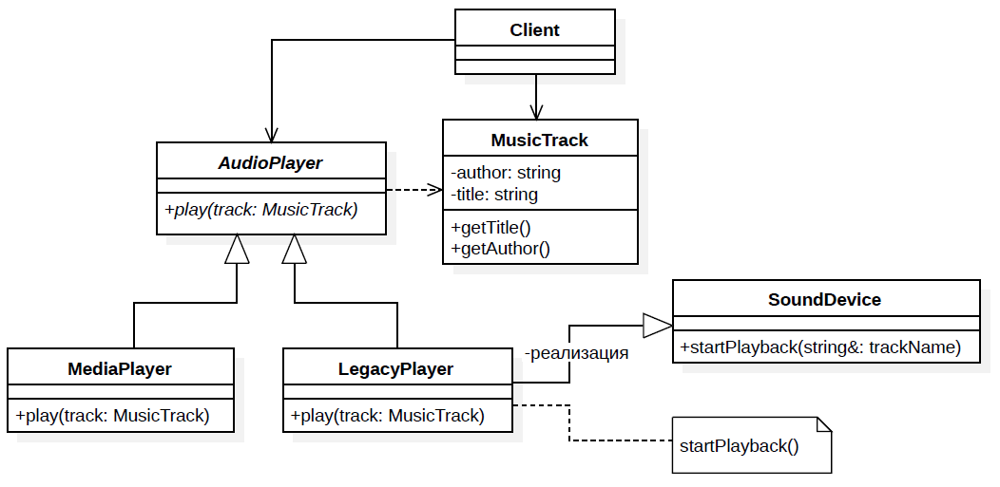 Client
AudioPlayer
+play(track: MusicTrack)
MusicTrack
-author: string
-title: string
+getTitle()
+getAuthor()
SoundDevice
+startPlayback(string&: trackName)
MediaPlayer
+play(track: MusicTrack)
LegacyPlayer
+play(track: MusicTrack)
-реализация
startPlayback()